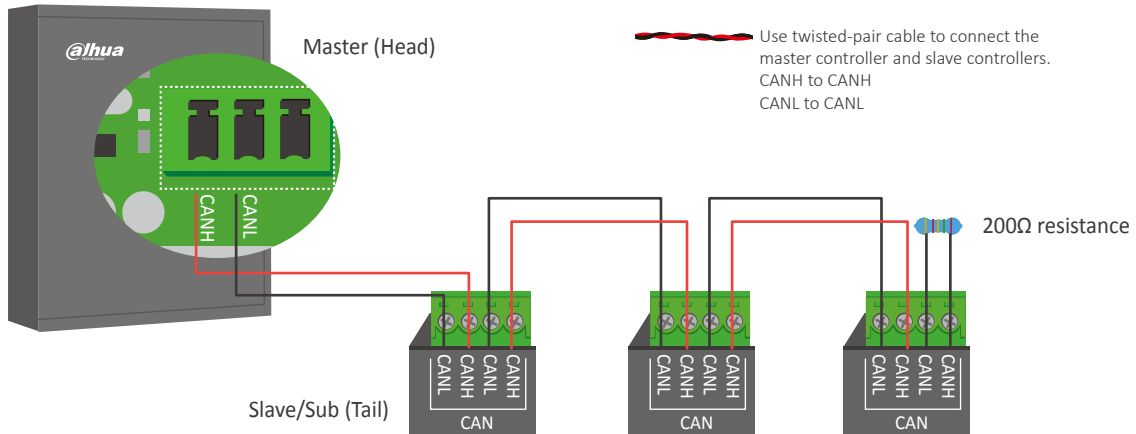 alhua
TECHNOLOGY
Master (Head)
Use twisted-pair cable to connect the
master controller and slave controllers.
CANH to CANH
CANL to CANL
CANH
CANL
200Ω resistance
CANL
CANH
CANL
CANH
CAN
CANL
CANH
CANL
CANH
CAN
CANL
CANH
CANL
CANH
CAN
Slave/Sub (Tail)